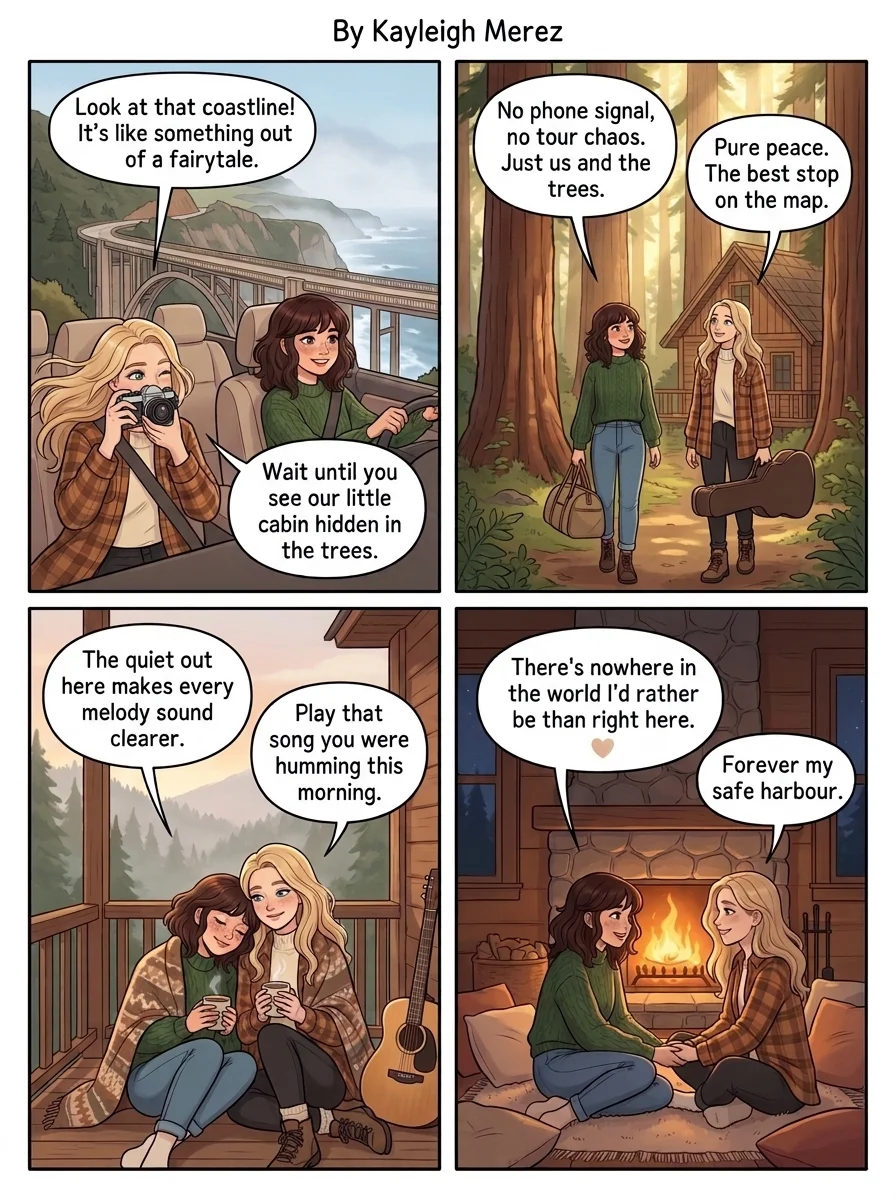 By Kayleigh Merez
Look at that coastline!
It's like something out
of a fairytale.
Wait until you
see our little
cabin hidden in
the trees.
No phone signal,
no tour chaos.
Just us and the
trees.
Pure peace.
The best stop
on the map.
The quiet out
here makes every
melody sound
clearer.
Play that
song you were
humming this
morning.
There's nowhere in
the world I'd rather
be than right here.
Forever my
safe harbour.